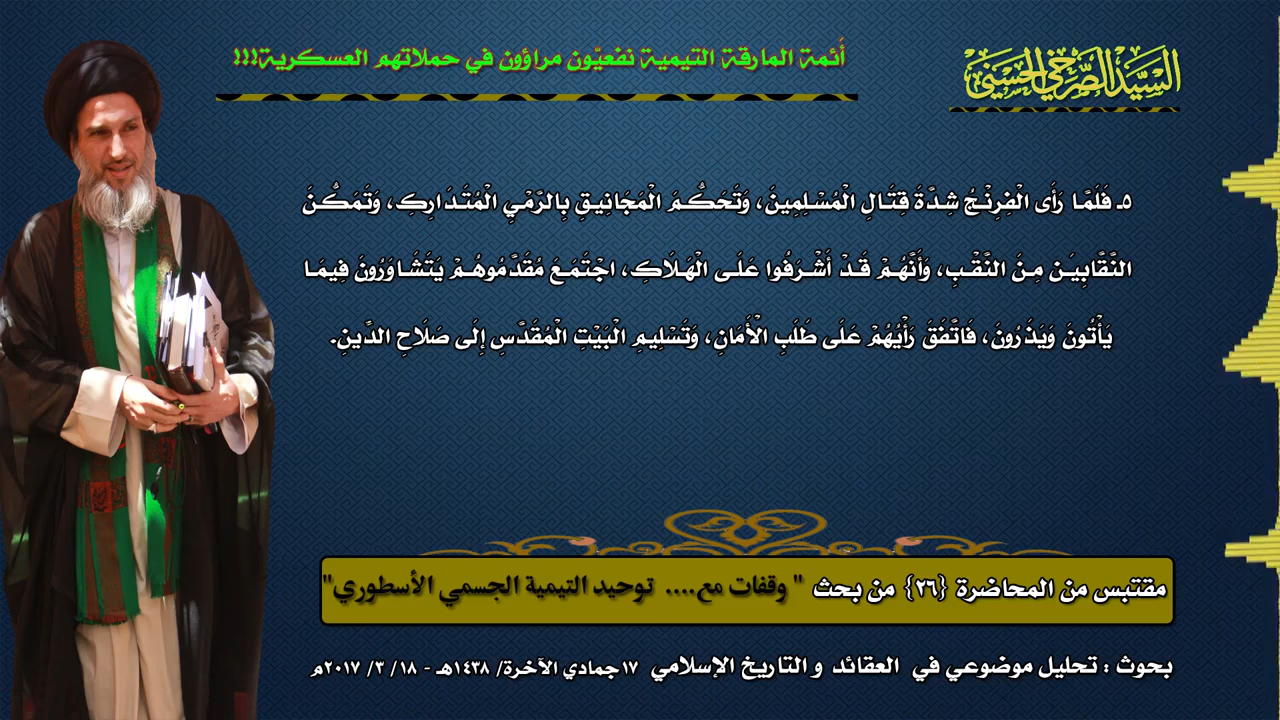 السيد الصرخي الحسني
أَئمة المارقة التيمية نفعيّون مراؤون في حملاتهم العسكرية!!!
٥ـ فَلَمَّا رَأَى الْفِرِنْجُ شِدَّةَ قِتَالِ الْمُسْلِمِينَ، وَتَحَكُّمَ الْمَجَانِيقِ بِالرَّمْيِ الْمُتَدَارِكِ، وَتَمَكُّنَ
النَّقَّابِيَنِ مِنَ النَّقْبِ، وَأَنَّهُمْ قَدْ أَشْرَفُوا عَلَى الْهَلَاكِ، اجْتَمَعَ مُقَدَّمُوهُمْ يَتَشَاوَرُونَ فِيمَا
يَأْتُونَ وَيَذَرُونَ، فَاتَّفَقَ رَأْيُهُمْ عَلَى طَلَبِ الْأَمَانِ، وَتَسْلِيمِ الْبَيْتِ الْمُقَدَّسِ إِلَى صَلَاحِ الدِّينِ.
مقتبس من المحاضرة {٢٦} من بحث " وقفات مع.... توحيد التيمية الجسمي الأسطوري"
بحوث : تحليل موضوعي في العقائد و التاريخ الإسلامي ١٧ جمادي الآخرة/ ١٤٣٨هـ - ١٨ /٣ /٢٠١٧م